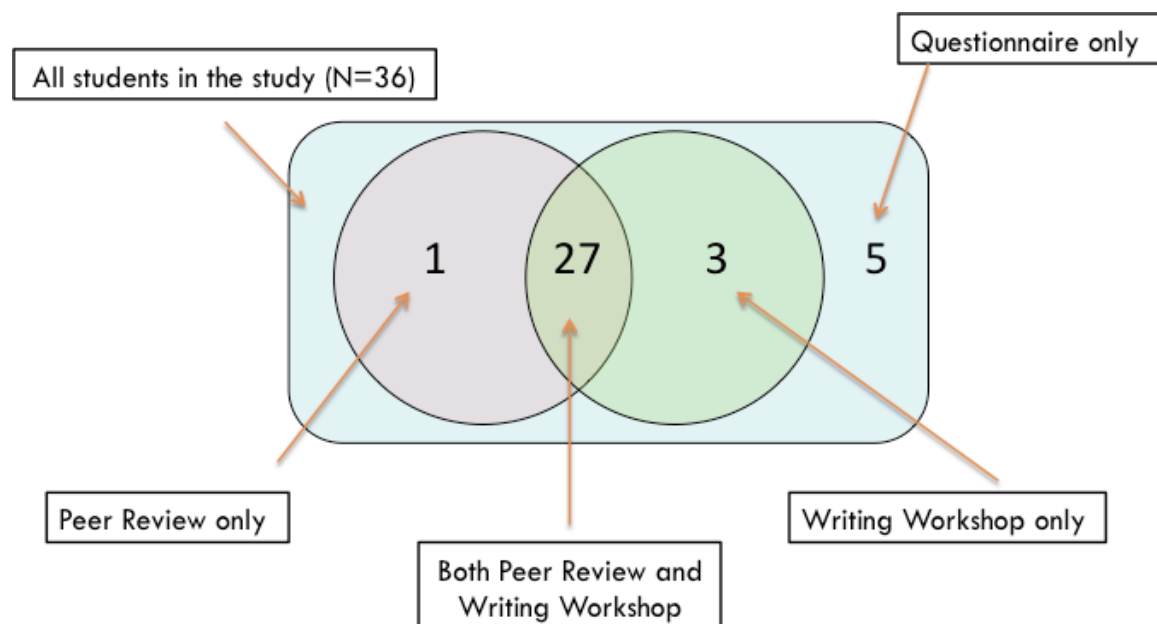 Questionnaire only
All students in the study (N=36)
1
27
3
5
Peer Review only
Writing Workshop only
Both Peer Review and
Writing Workshop